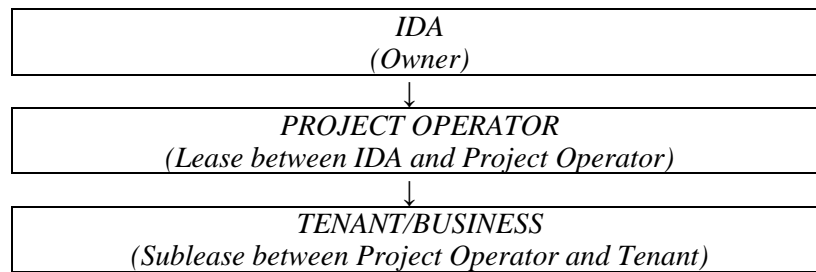 IDA
(Owner)
↓
PROJECT OPERATOR
(Lease between IDA and Project Operator)
↓
TENANT/BUSINESS
(Sublease between Project Operator and Tenant)